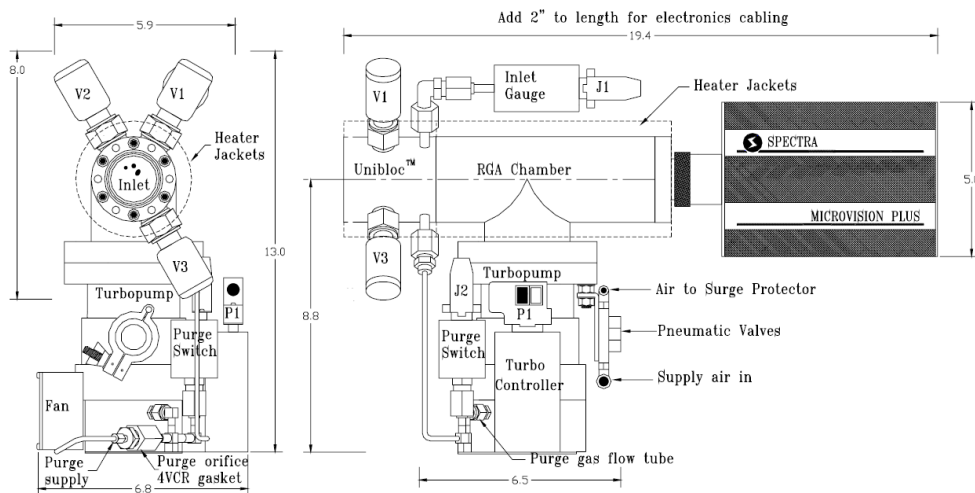 5.9
8.0
V2
V1
Heater
Jackets
Inlet
V3
13.0
Turbopump
P1
Purge
Switch
Fan
Purge
supply
Purge orifice
4VCR gasket
6.8
Add 2" to length for electronics cabling
19.4
V1
Inlet
Gauge
J1
Heater Jackets
Unibloc™
RGA Chamber
SPECTRA
MICROVISION PLUS
V3
8.8
Turbopump
J2
P1
Purge
Switch
Turbo
Controller
Air to Surge Protector
Pneumatic Valves
Supply air in
Purge gas flow tube
6.5